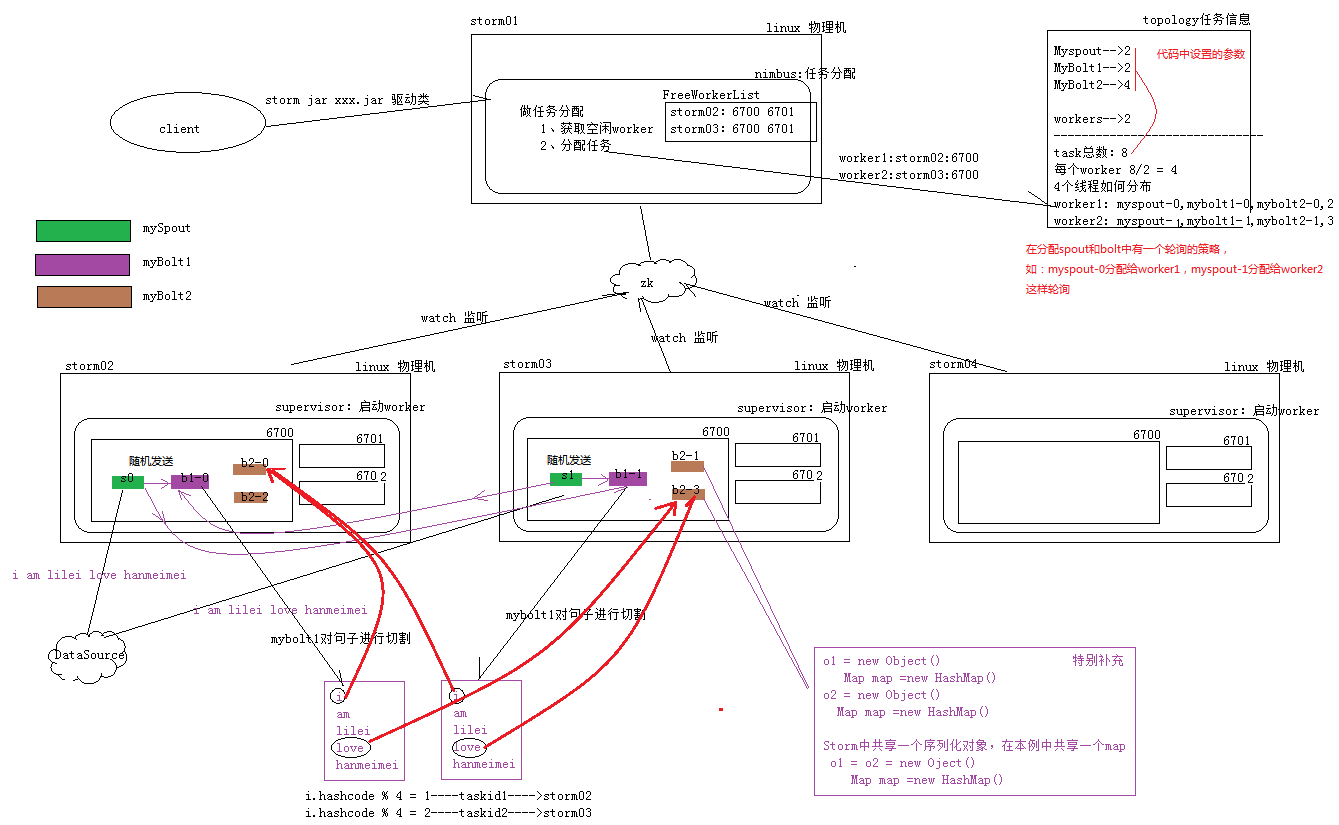 storm01
linux 物理机
nimbus:任务分配
client
storm jar xxx.jar 驱动类
做任务分配
1、获取空闲worker
2、分配任务
FreeWorkerList
storm02：6700 6701
storm03：6700 6701
worker1:storm02:6700
worker2:storm03:6700
topology任务信息
Myspout-->2
MyBolt1-->2
MyBolt2-->4
代码中设置的参数
workers-->2
task总数：8
每个worker 8/2 = 4
4个线程如何分布
worker1: myspout-0,mybolt1-0,mybolt2-0,2
worker2: myspout-1,mybolt1-1,mybolt2-1,3
在分配spout和bolt中有一个轮询的策略，
如：myspout-0分配给worker1，myspout-1分配给worker2
这样轮询
mySpout
myBolt1
myBolt2
zk
watch 监听
watch 监听
watch 监听
storm02
linux 物理机
supervisor：启动worker
6700
6701
6702
随机发送
s0
b1-0
b2-0
b2-2
storm03
linux 物理机
supervisor：启动worker
6700
6701
6702
随机发送
s1
b1-1
b2-1
b2-3
storm04
linux 物理机
supervisor：启动worker
6700
6701
6702
i am lilei love hanmeimei
i am lilei love hanmeimei
DataSource
mybolt1对句子进行切割
mybolt1对句子进行切割
i
am
lilei
love
hanmeimei
i
am
lilei
love
hanmeimei
i.hashcode % 4 = 1----taskid1---->storm02
i.hashcode % 4 = 2----taskid2---->storm03
o1 = new Object()
特别补充
Map map =new HashMap()
o2 = new Object()
Map map =new HashMap()
Storm中共享一个序列化对象，在本例中共享一个map
o1 = o2 = new Oject()
Map map =new HashMap()